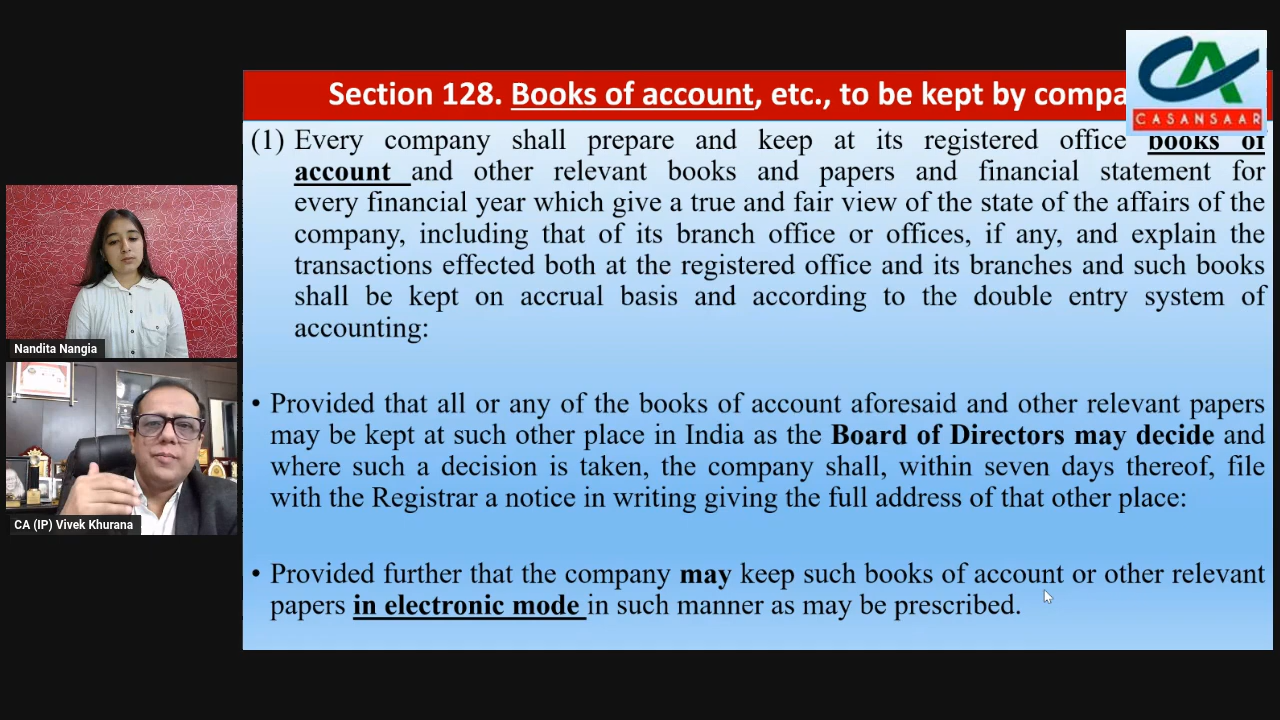 Section 128. Books of account, etc., to be kept by compa
CASANSAAR
(1) Every company shall prepare and keep at its registered office books of
account and other relevant books and papers and financial statement for
every financial year which give a true and fair view of the state of the affairs of the
company, including that of its branch office or offices, if any, and explain the
transactions effected both at the registered office and its branches and such books
shall be kept on accrual basis and according to the double entry system of
accounting:
• Provided that all or any of the books of account aforesaid and other relevant papers
may be kept at such other place in India as the Board of Directors may decide and
where such a decision is taken, the company shall, within seven days thereof, file
with the Registrar a notice in writing giving the full address of that other place:
• Provided further that the company may keep such books of account or other relevant
papers in electronic mode in such manner as may be prescribed.
Nandita Nangia
CA (IP) Vivek Khurana